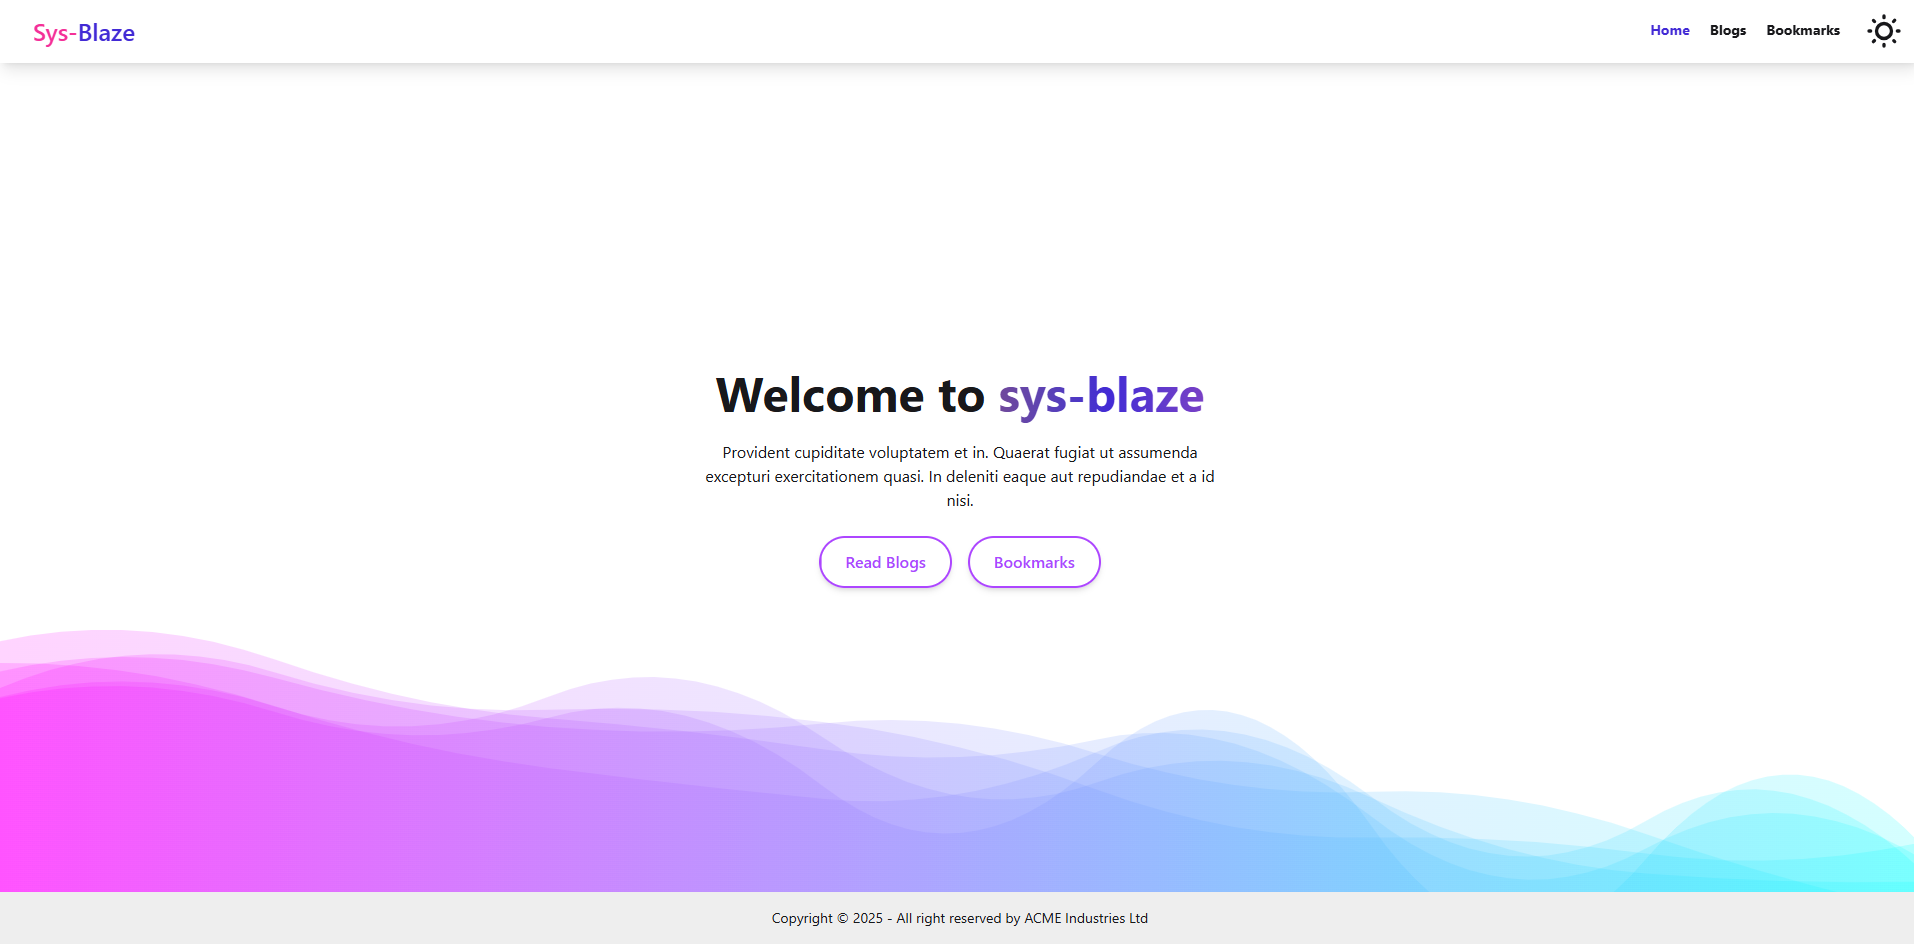 Sys-Blaze
Home Blogs Bookmarks
Welcome to sys-blaze
Provident cupiditate voluptatem et in. Quaerat fugiat ut assumenda
excepturi exercitationem quasi. In deleniti eaque aut repudiandae et a id
nisi.
Read Blogs Bookmarks
Copyright © 2025 - All right reserved by ACME Industries Ltd